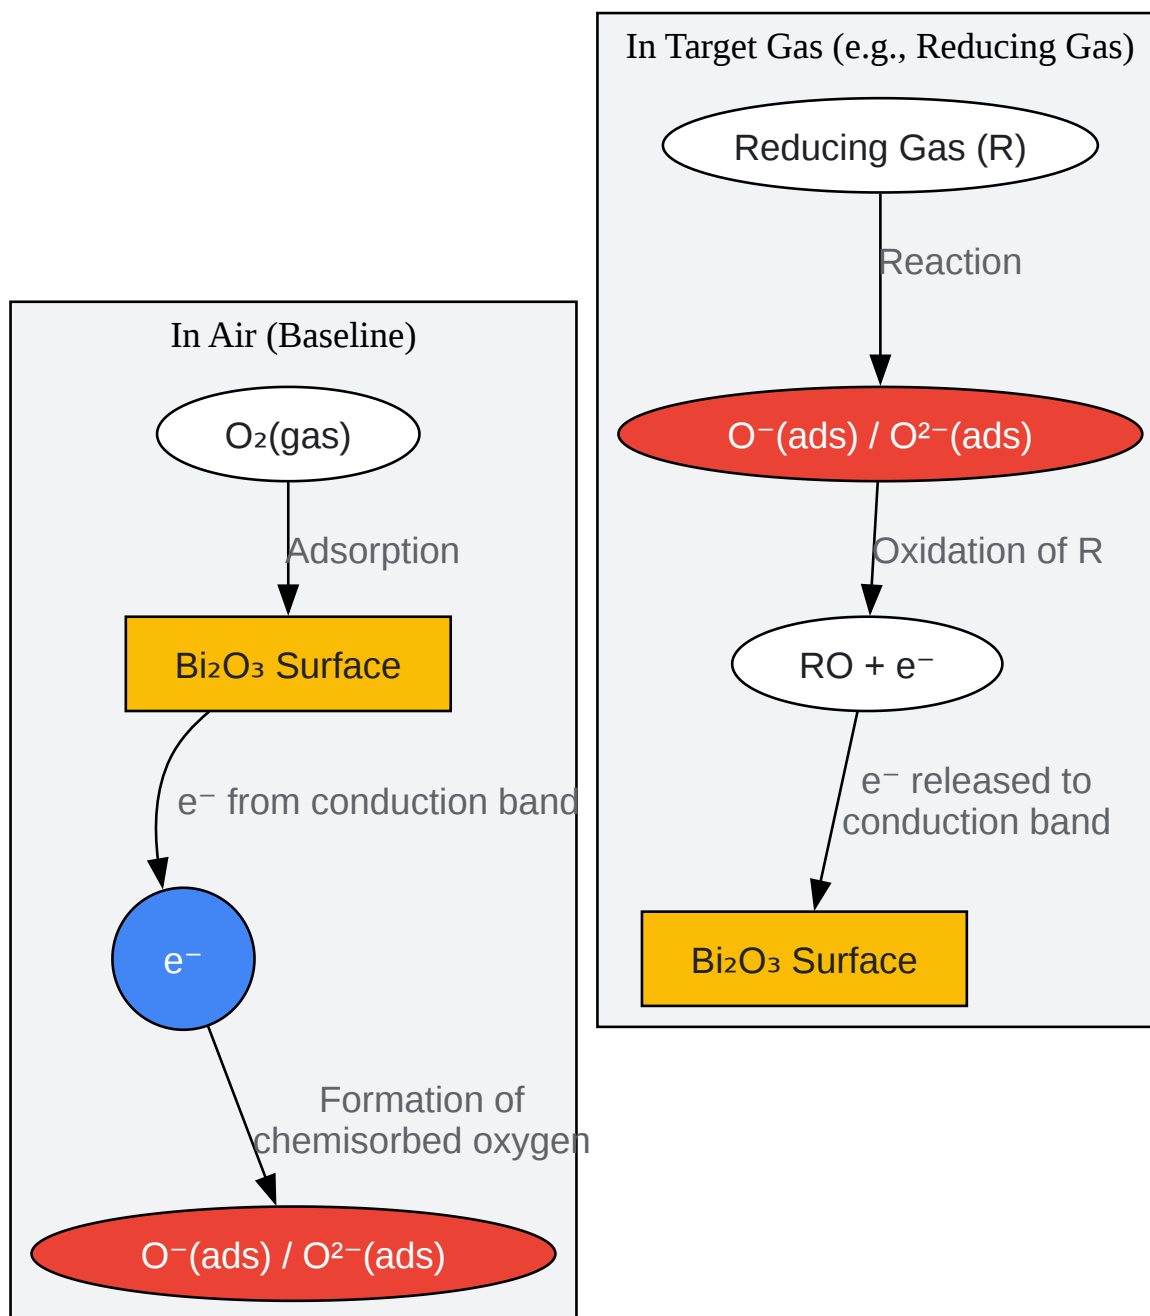 In Air (Baseline)
O₂(gas)
Adsorption
Bi₂O₃ Surface
e⁻ from conduction band
e⁻
Formation of
chemisorbed oxygen
O⁻(ads) / O²⁻(ads)
In Target Gas (e.g., Reducing Gas)
Reducing Gas (R)
Reaction
O⁻(ads) / O²⁻(ads)
Oxidation of R
RO + e⁻
e⁻ released to
conduction band
Bi₂O₃ Surface